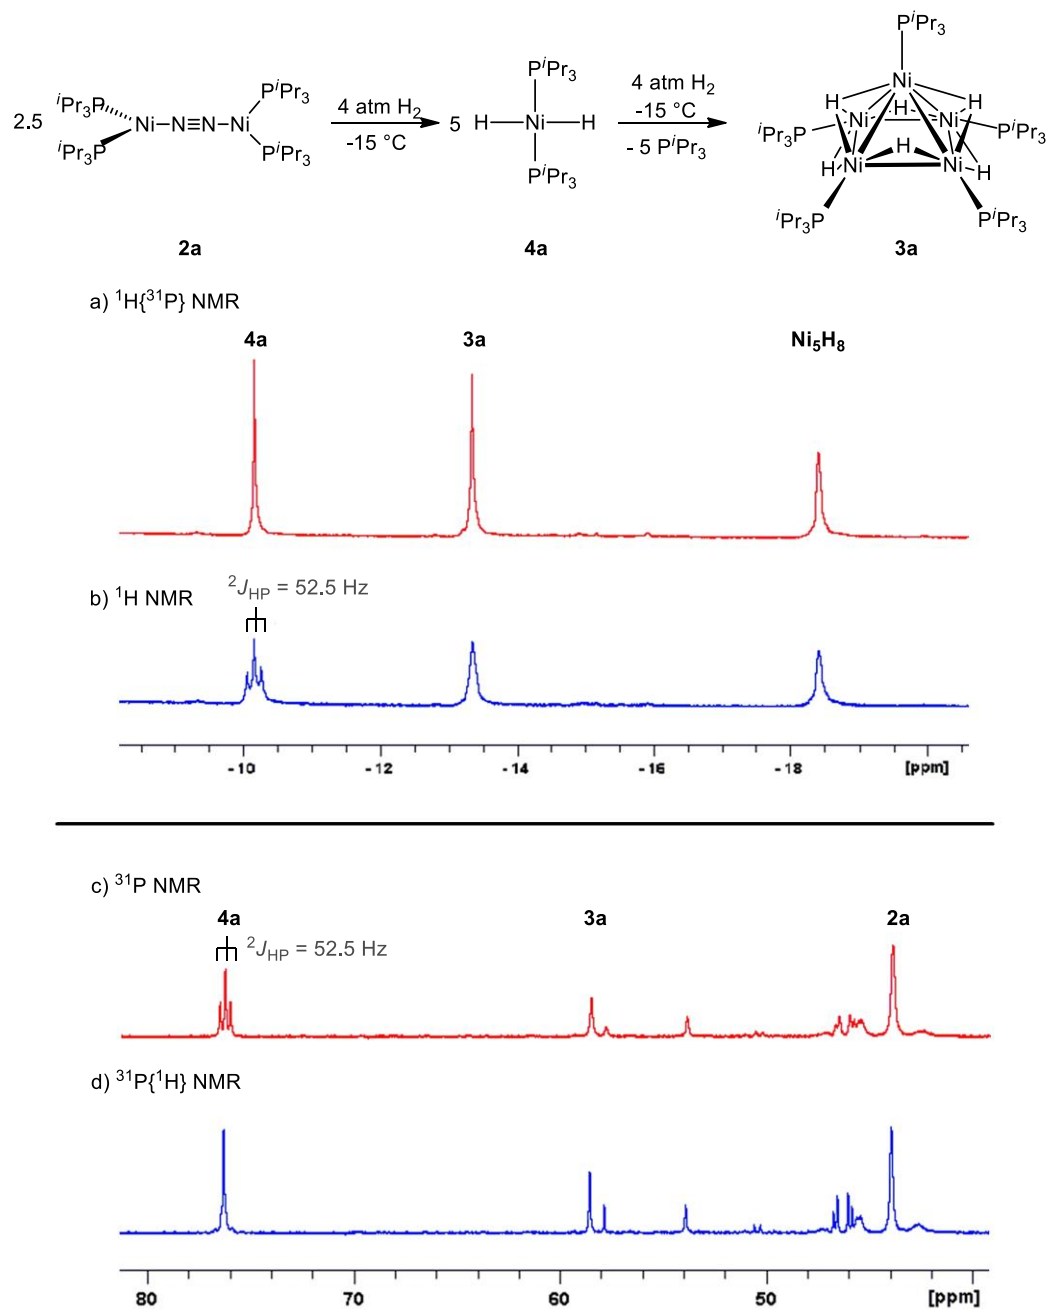 2.5
ⁱPr₃P
ⁱPr₃P
Ni N≡N Ni
PⁱPr₃
PⁱPr₃
4 atm H₂
-15 °C
5
PⁱPr₃
H Ni H
PⁱPr₃
4 atm H₂
-15 °C
- 5 PⁱPr₃
PⁱPr₃
Ni
H H H
ⁱPr₃P Ni Ni PⁱPr₃
H
H Ni Ni H
ⁱPr₃P PⁱPr₃
2a 4a 3a
a) ¹H{³¹P} NMR
4a 3a Ni₅H₈
b) ¹H NMR
²J_HP = 52.5 Hz
-10 -12 -14 -16 -18 [ppm]
c) ³¹P NMR
4a 3a 2a
²J_HP = 52.5 Hz
d) ³¹P{¹H} NMR
80 70 60 50 [ppm]